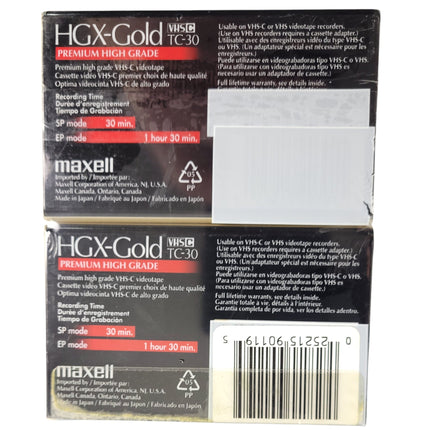 HGX-Gold VHS C TC-30
PREMIUM HIGH GRADE
Premium high grade VHS-C videotape
Cassette vidéo VHS-C premier choix de haute qualité
Optima videocinta VHS-C de alto grado
Recording Time
Durée d'enregistrement
Tiempo de Grabación
SP mode 30 min.
EP mode 1 hour 30 min.
maxell
Imported by / Importée par:
Maxell Corporation of America, NJ, U.S.A.
Maxell Canada, Ontario, Canada
Made in Japan / Fabriqué au Japon / Fabricado en Japón
Usable on VHS-C or VHS videotape recorders.
(Use on VHS recorders requires a cassette adapter.)
Utilisable avec des enregistreurs vidéo du type VHS-C
ou VHS. (Un adaptateur spécial est nécessaire pour les
enregistreurs.)
Puede utilizarse en videograbadoras tipo VHS-C o VHS.
(Para utilizarse en videograbadoras tipo VHS es
necesario usar un adaptador.)
Full lifetime warranty, see details inside.
05
PP
HGX-Gold VHS C TC-30
PREMIUM HIGH GRADE
Premium high grade VHS-C videotape
Cassette vidéo VHS-C premier choix de haute qualité
Optima videocinta VHS-C de alto grado
Recording Time
Durée d'enregistrement
Tiempo de Grabación
SP mode 30 min.
EP mode 1 hour 30 min.
maxell
Imported by / Importée par:
Maxell Corporation of America, NJ, U.S.A.
Maxell Canada, Ontario, Canada
Made in Japan / Fabriqué au Japon / Fabricado en Japón
05
PP
Usable on VHS-C or VHS videotape recorders.
(Use on VHS recorders requires a cassette adapter.)
Utilisable avec des enregistreurs vidéo du type VHS-C
ou VHS. (Un adaptateur spécial est nécessaire pour les
enregistreurs.)
Puede utilizarse en videograbadoras tipo VHS-C o VHS.
(Para utilizarse en videograbadoras tipo VHS es
necesario usar un adaptador.)
Full lifetime warranty, see details inside.
Garantie totale à vie, détails à l'intérieur.
Garantía completa de por vida, ver los detalles dentro.
0 25215 90119 5